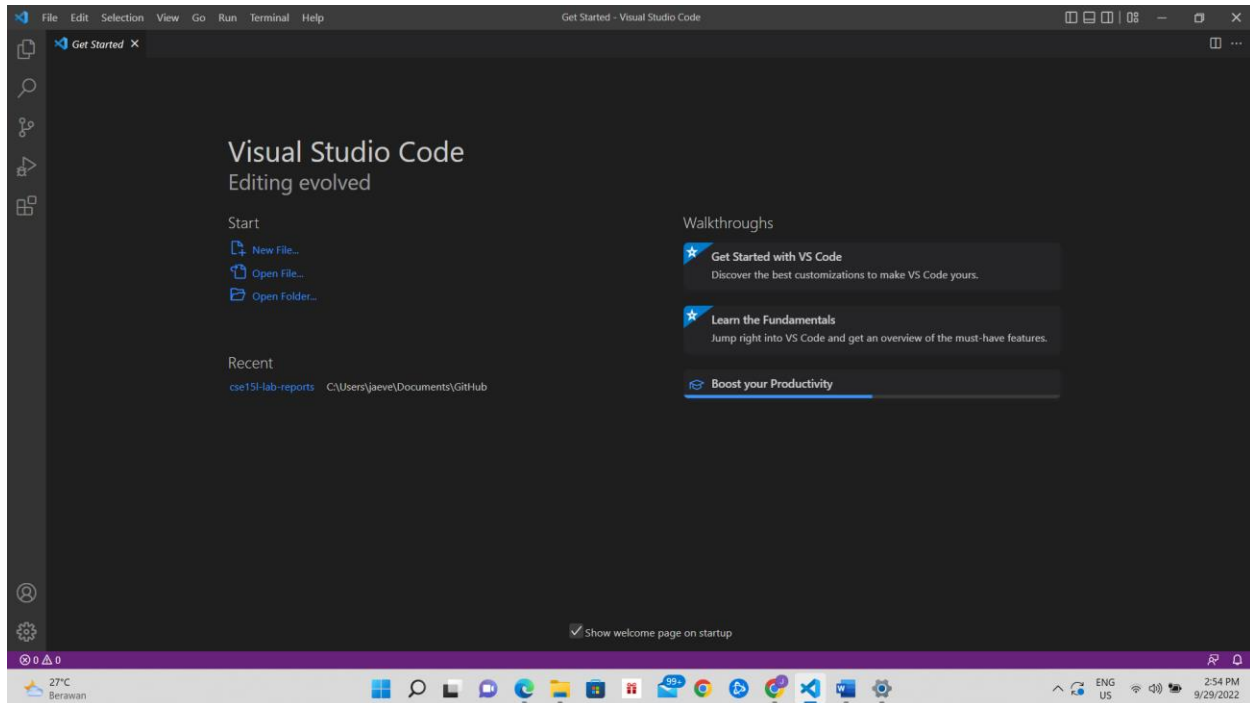 File Edit Selection View Go Run Terminal Help
Get Started - Visual Studio Code
Get Started
Visual Studio Code
Editing evolved
Start
New File...
Open File...
Open Folder...
Recent
cse15l-lab-reports C:\Users\jaeve\Documents\GitHub
Walkthroughs
Get Started with VS Code
Discover the best customizations to make VS Code yours.
Learn the Fundamentals
Jump right into VS Code and get an overview of the must-have features.
Boost your Productivity
Show welcome page on startup
0 0
27°C
Berawan
99+
ENG
US
2:54 PM
9/29/2022